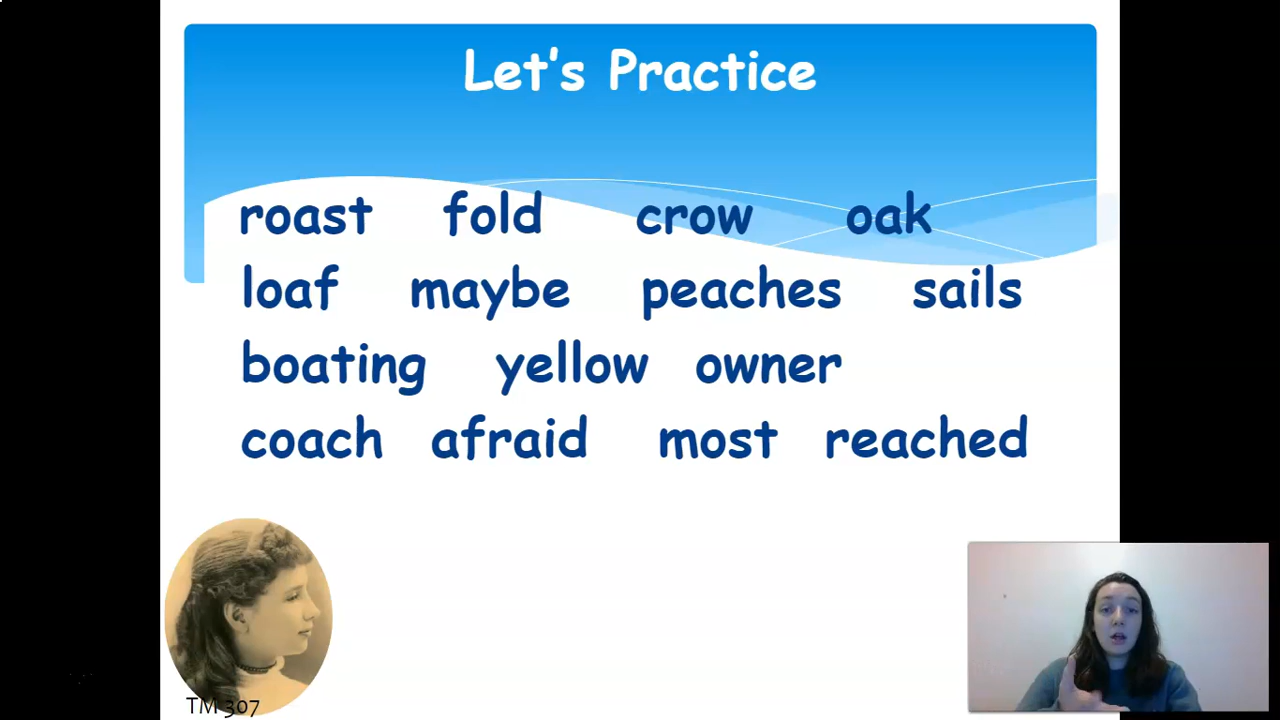 Let's Practice
roast fold crow oak
loaf maybe peaches sails
boating yellow owner
coach afraid most reached
TM 307